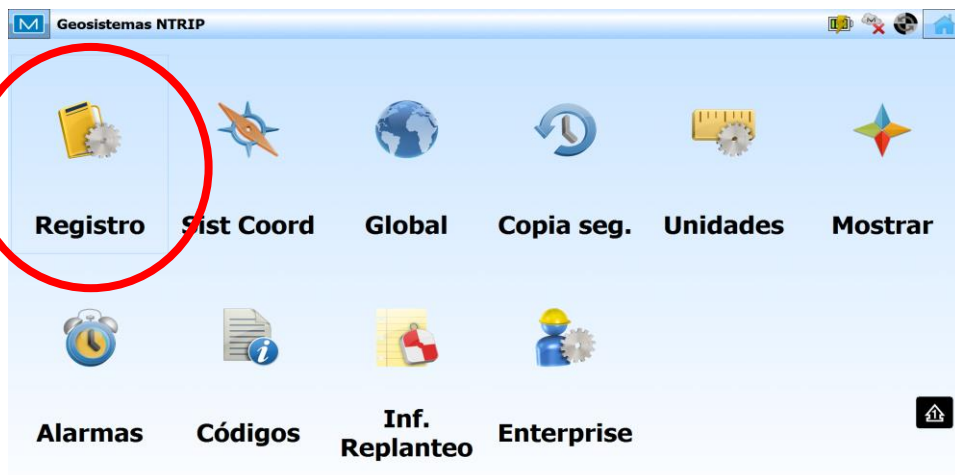 Geosistemas NTRIP
Registro
Sist Coord
Global
Copia seg.
Unidades
Mostrar
Alarmas
Códigos
Inf.
Replanteo
Enterprise